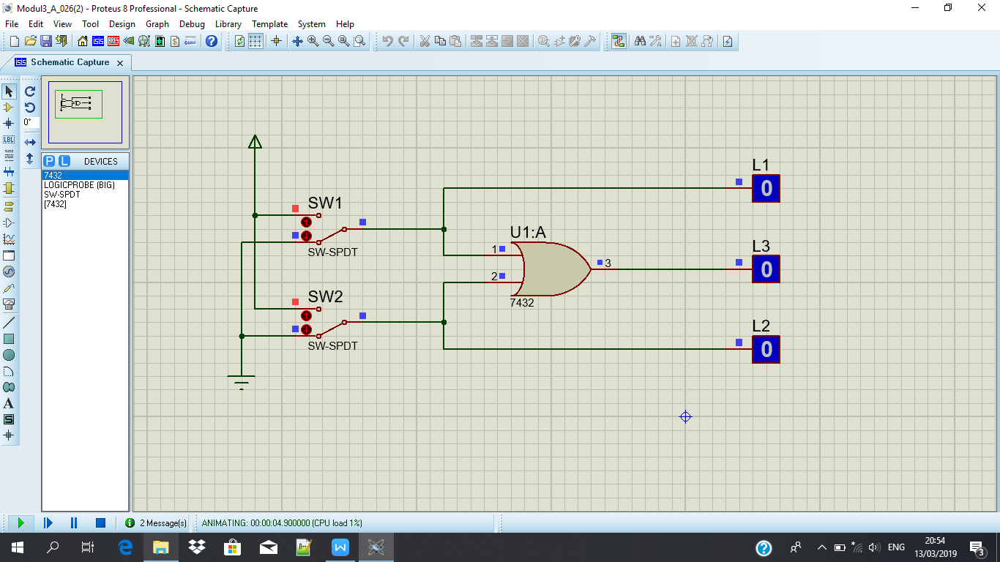 Modul3_A_026(2) - Proteus 8 Professional - Schematic Capture
File Edit View Tool Design Graph Debug Library Template System Help
Schematic Capture
0°
LBL
P L DEVICES
7432
LOGICPROBE (BIG)
SW-SPDT
[7432]
A
S
L1
0
SW1
SW-SPDT
U1:A
1
2
3
7432
L3
0
SW2
SW-SPDT
L2
0
2 Message(s) ANIMATING: 00:00:04.900000 (CPU load 1%)
ENG
20:54
13/03/2019
3